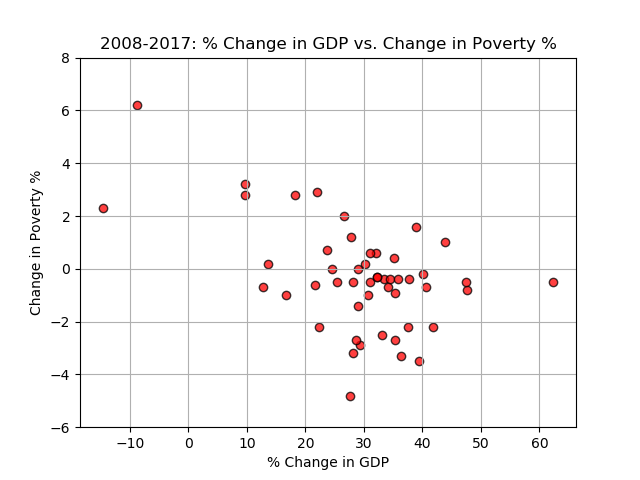 2008-2017: % Change in GDP vs. Change in Poverty %
8
6
4
2
0
−2
−4
−6
Change in Poverty %
−10 0 10 20 30 40 50 60
% Change in GDP